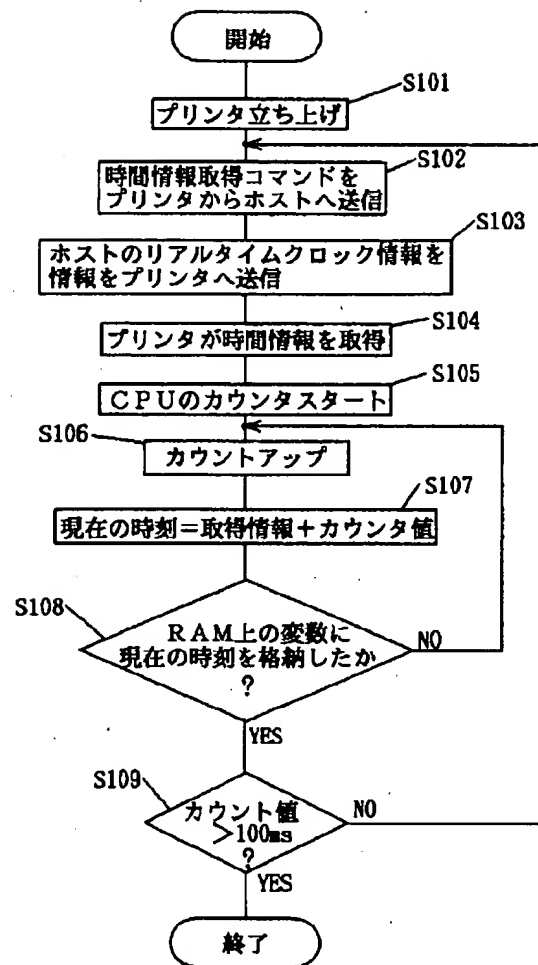 開始
S101
プリンタ立ち上げ
S102
時間情報取得コマンドを
プリンタからホストへ送信
S103
ホストのリアルタイムクロック情報を
情報をプリンタへ送信
S104
プリンタが時間情報を取得
S105
CPUのカウンタスタート
S106
カウントアップ
S107
現在の時刻=取得情報+カウンタ値
S108
RAM上の変数に
現在の時刻を格納したか
?
NO
YES
S109
カウント値
>100ms
?
NO
YES
終了